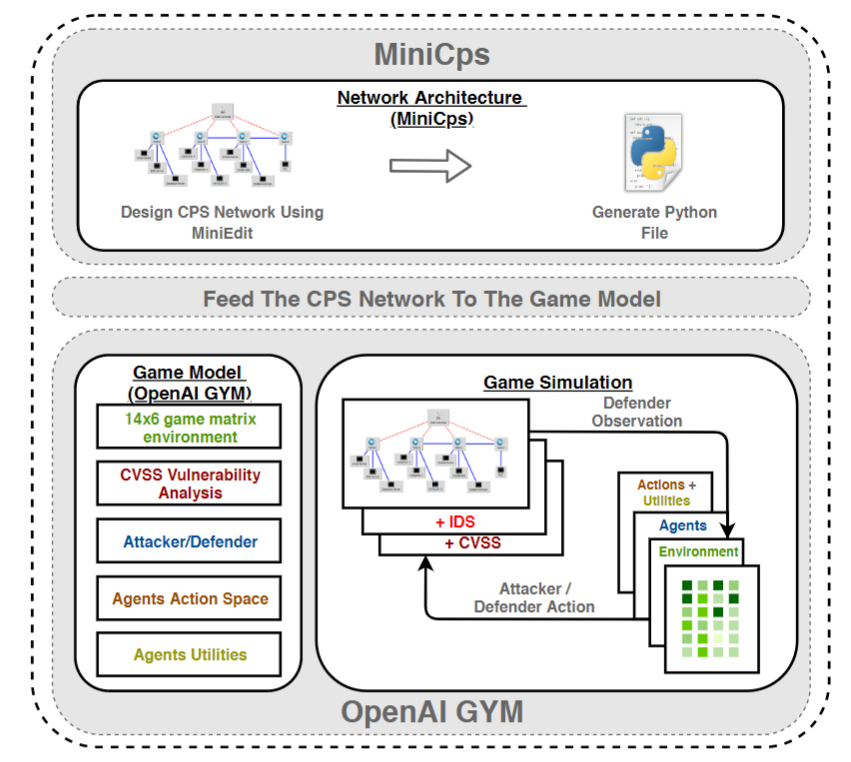 MiniCps
Network Architecture
(MiniCps)
Design CPS Network Using
MiniEdit
Generate Python
File
Feed The CPS Network To The Game Model
Game Model
(OpenAI GYM)
14x6 game matrix
environment
CVSS Vulnerability
Analysis
Attacker/Defender
Agents Action Space
Agents Utilities
Game Simulation
Defender
Observation
+ IDS
+ CVSS
Actions +
Utilities
Agents
Environment
Attacker /
Defender Action
OpenAI GYM